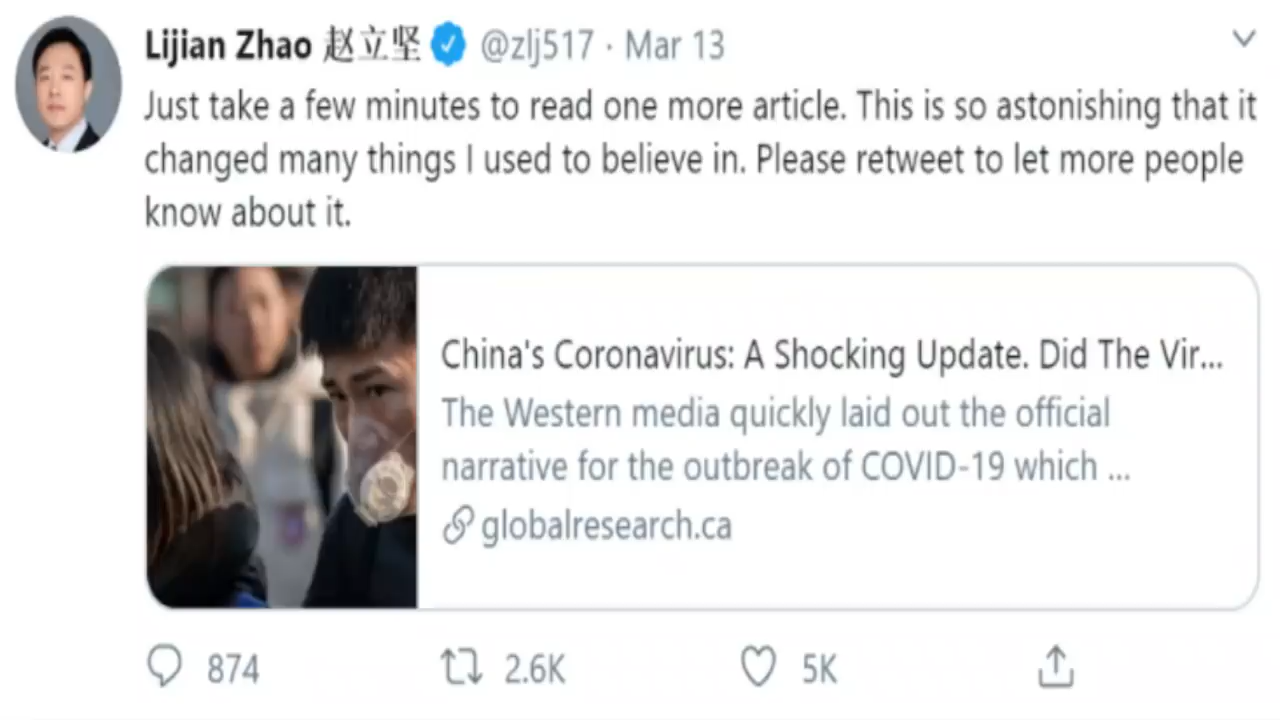 Lijian Zhao 赵立坚 @zlj517 · Mar 13
Just take a few minutes to read one more article. This is so astonishing that it
changed many things I used to believe in. Please retweet to let more people
know about it.
China's Coronavirus: A Shocking Update. Did The Vir...
The Western media quickly laid out the official
narrative for the outbreak of COVID-19 which ...
globalresearch.ca
874 2.6K 5K